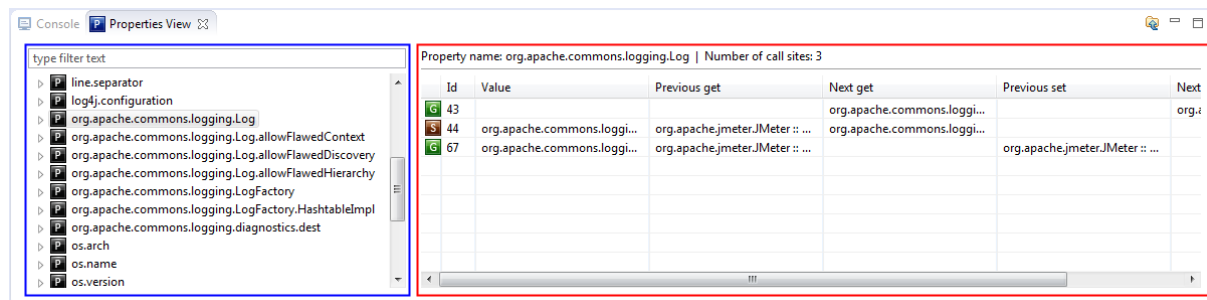 Console P Properties View
type filter text
P line.separator
P log4j.configuration
P org.apache.commons.logging.Log
P org.apache.commons.logging.Log.allowFlawedContext
P org.apache.commons.logging.Log.allowFlawedDiscovery
P org.apache.commons.logging.Log.allowFlawedHierarchy
P org.apache.commons.logging.LogFactory
P org.apache.commons.logging.LogFactory.HashtableImpl
P org.apache.commons.logging.diagnostics.dest
P os.arch
P os.name
P os.version
Property name: org.apache.commons.logging.Log | Number of call sites: 3
Id Value Previous get Next get Previous set Next
G 43 org.apache.commons.loggi... org.a
S 44 org.apache.commons.loggi... org.apache.jmeter.JMeter :: ... org.apache.commons.loggi...
G 67 org.apache.commons.loggi... org.apache.jmeter.JMeter :: ... org.apache.jmeter.JMeter :: ...